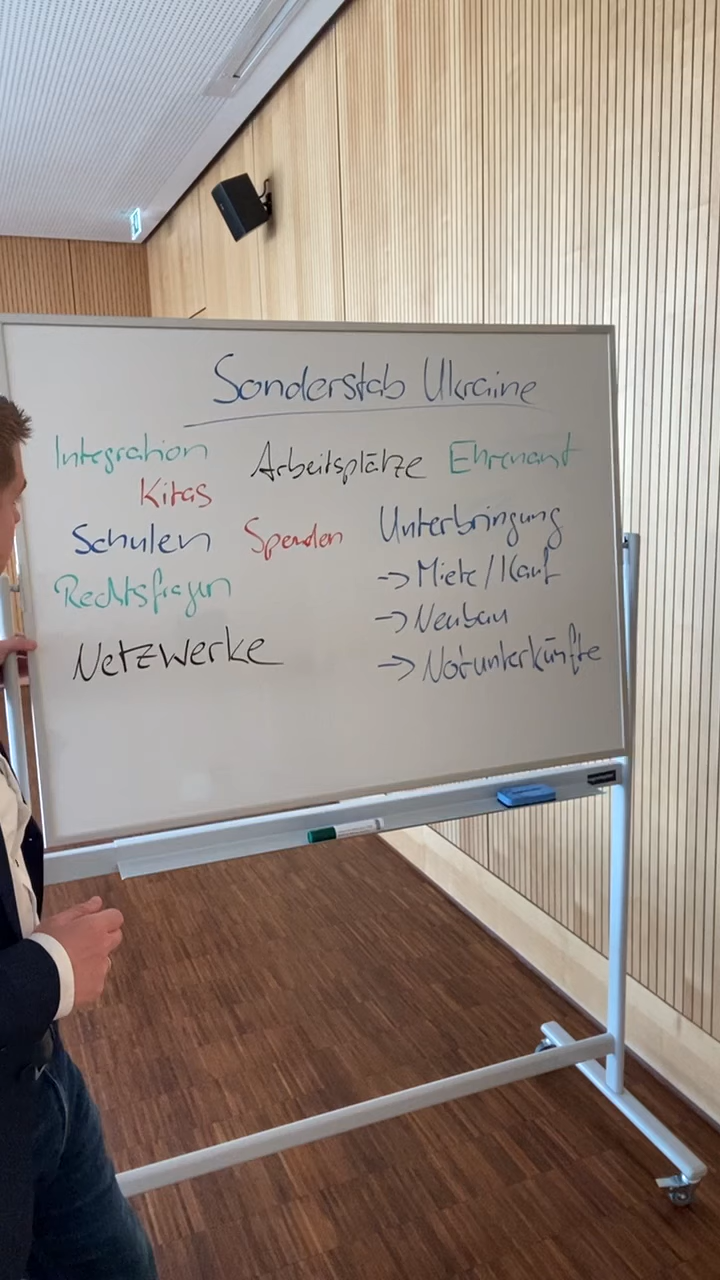 Sonderstab Ukraine
Integration Arbeitsplätze Ehrenamt
Kitas
Schulen Spenden Unterbringung
Rechtsfragen -> Miete/Kauf
-> Neubau
Netzwerke -> Notunterkünfte